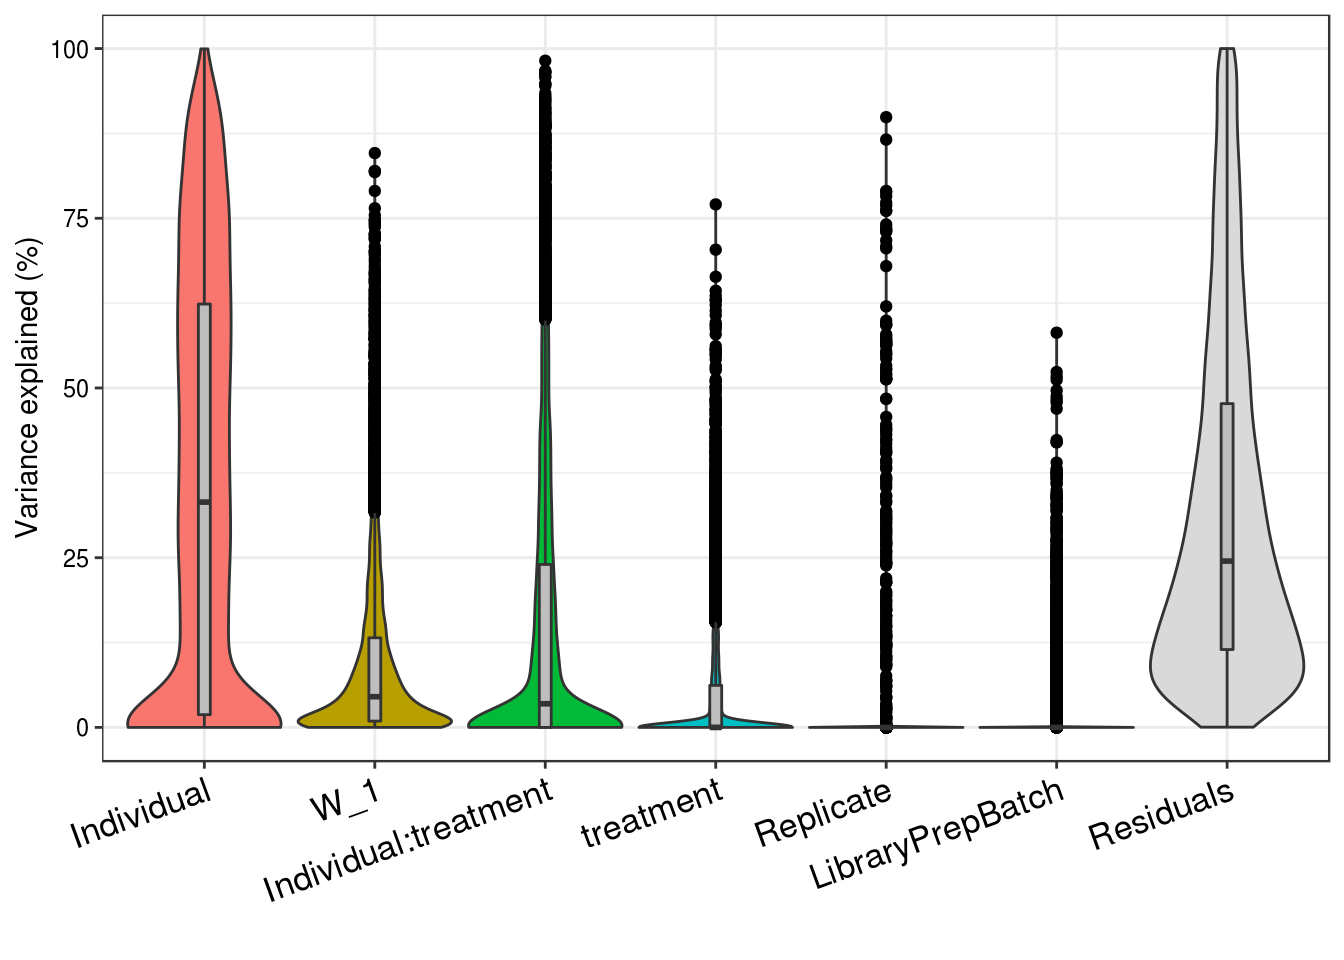 Variance explained (%)
100
75
50
25
0
Individual
W_1
Individual:treatment
treatment
Replicate
LibraryPrepBatch
Residuals